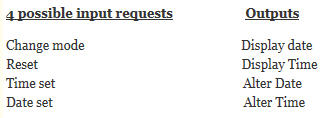 4 possible input requests Outputs
Change mode Display date
Reset Display Time
Time set Alter Date
Date set Alter Time